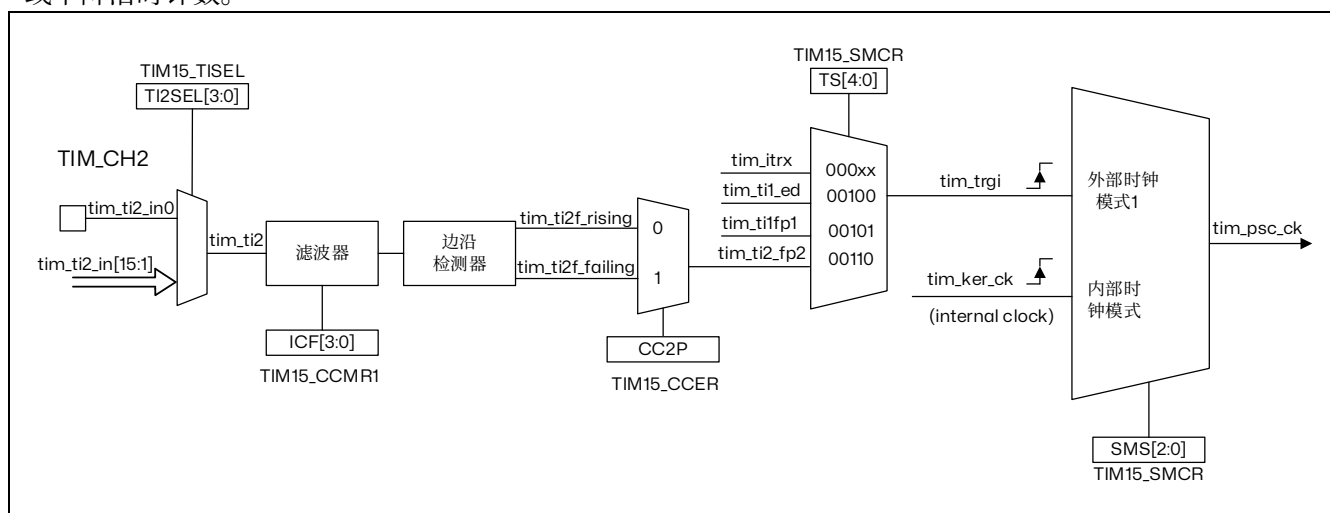 TIM15_TISEL
TI2SEL[3:0]
TIM_CH2
tim_ti2_in0
tim_ti2_in[15:1]
tim_ti2
滤波器
ICF[3:0]
TIM15_CCMR1
边沿
检测器
tim_ti2f_rising
tim_ti2f_failing
0
1
CC2P
TIM15_CCER
TIM15_SMCR
TS[4:0]
tim_itrx
tim_ti1_ed
tim_ti1fp1
tim_ti2_fp2
000xx
00100
00101
00110
tim_trgi
tim_ker_ck
(internal clock)
外部时钟
模式1
内部时
钟模式
tim_psc_ck
SMS[2:0]
TIM15_SMCR